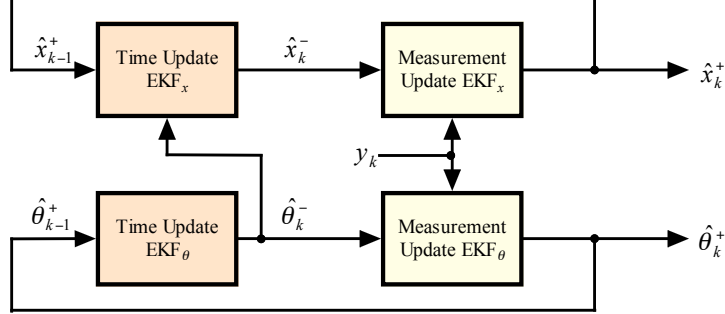 x̂⁺ₖ₋₁
Time Update
EKFₓ
x̂⁻ₖ
Measurement
Update EKFₓ
x̂⁺ₖ
yₖ
θ̂⁺ₖ₋₁
Time Update
EKF_θ
θ̂⁻ₖ
Measurement
Update EKF_θ
θ̂⁺ₖ